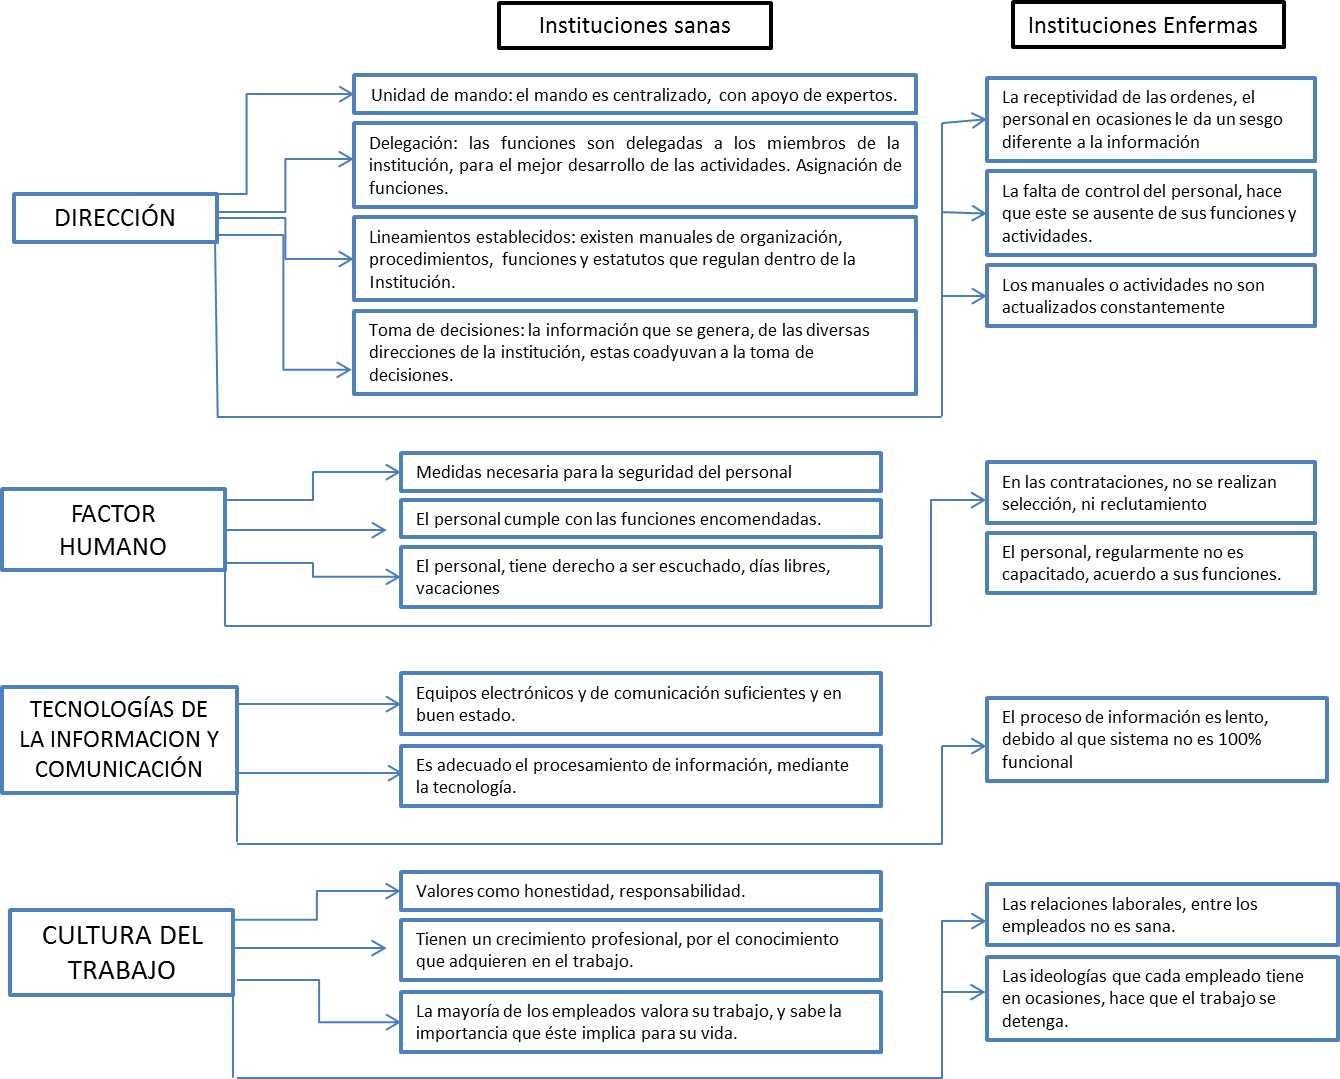 Instituciones sanas
Instituciones Enfermas
DIRECCIÓN
Unidad de mando: el mando es centralizado, con apoyo de expertos.
Delegación: las funciones son delegadas a los miembros de la
institución, para el mejor desarrollo de las actividades. Asignación de
funciones.
Lineamientos establecidos: existen manuales de organización,
procedimientos, funciones y estatutos que regulan dentro de la
Institución.
Toma de decisiones: la información que se genera, de las diversas
direcciones de la institución, estas coadyuvan a la toma de
decisiones.
La receptividad de las ordenes, el
personal en ocasiones le da un sesgo
diferente a la información
La falta de control del personal, hace
que este se ausente de sus funciones y
actividades.
Los manuales o actividades no son
actualizados constantemente
FACTOR
HUMANO
Medidas necesaria para la seguridad del personal
El personal cumple con las funciones encomendadas.
El personal, tiene derecho a ser escuchado, días libres,
vacaciones
En las contrataciones, no se realizan
selección, ni reclutamiento
El personal, regularmente no es
capacitado, acuerdo a sus funciones.
TECNOLOGÍAS DE
LA INFORMACION Y
COMUNICACIÓN
Equipos electrónicos y de comunicación suficientes y en
buen estado.
Es adecuado el procesamiento de información, mediante
la tecnología.
El proceso de información es lento,
debido al que sistema no es 100%
funcional
CULTURA DEL
TRABAJO
Valores como honestidad, responsabilidad.
Tienen un crecimiento profesional, por el conocimiento
que adquieren en el trabajo.
La mayoría de los empleados valora su trabajo, y sabe la
importancia que éste implica para su vida.
Las relaciones laborales, entre los
empleados no es sana.
Las ideologías que cada empleado tiene
en ocasiones, hace que el trabajo se
detenga.